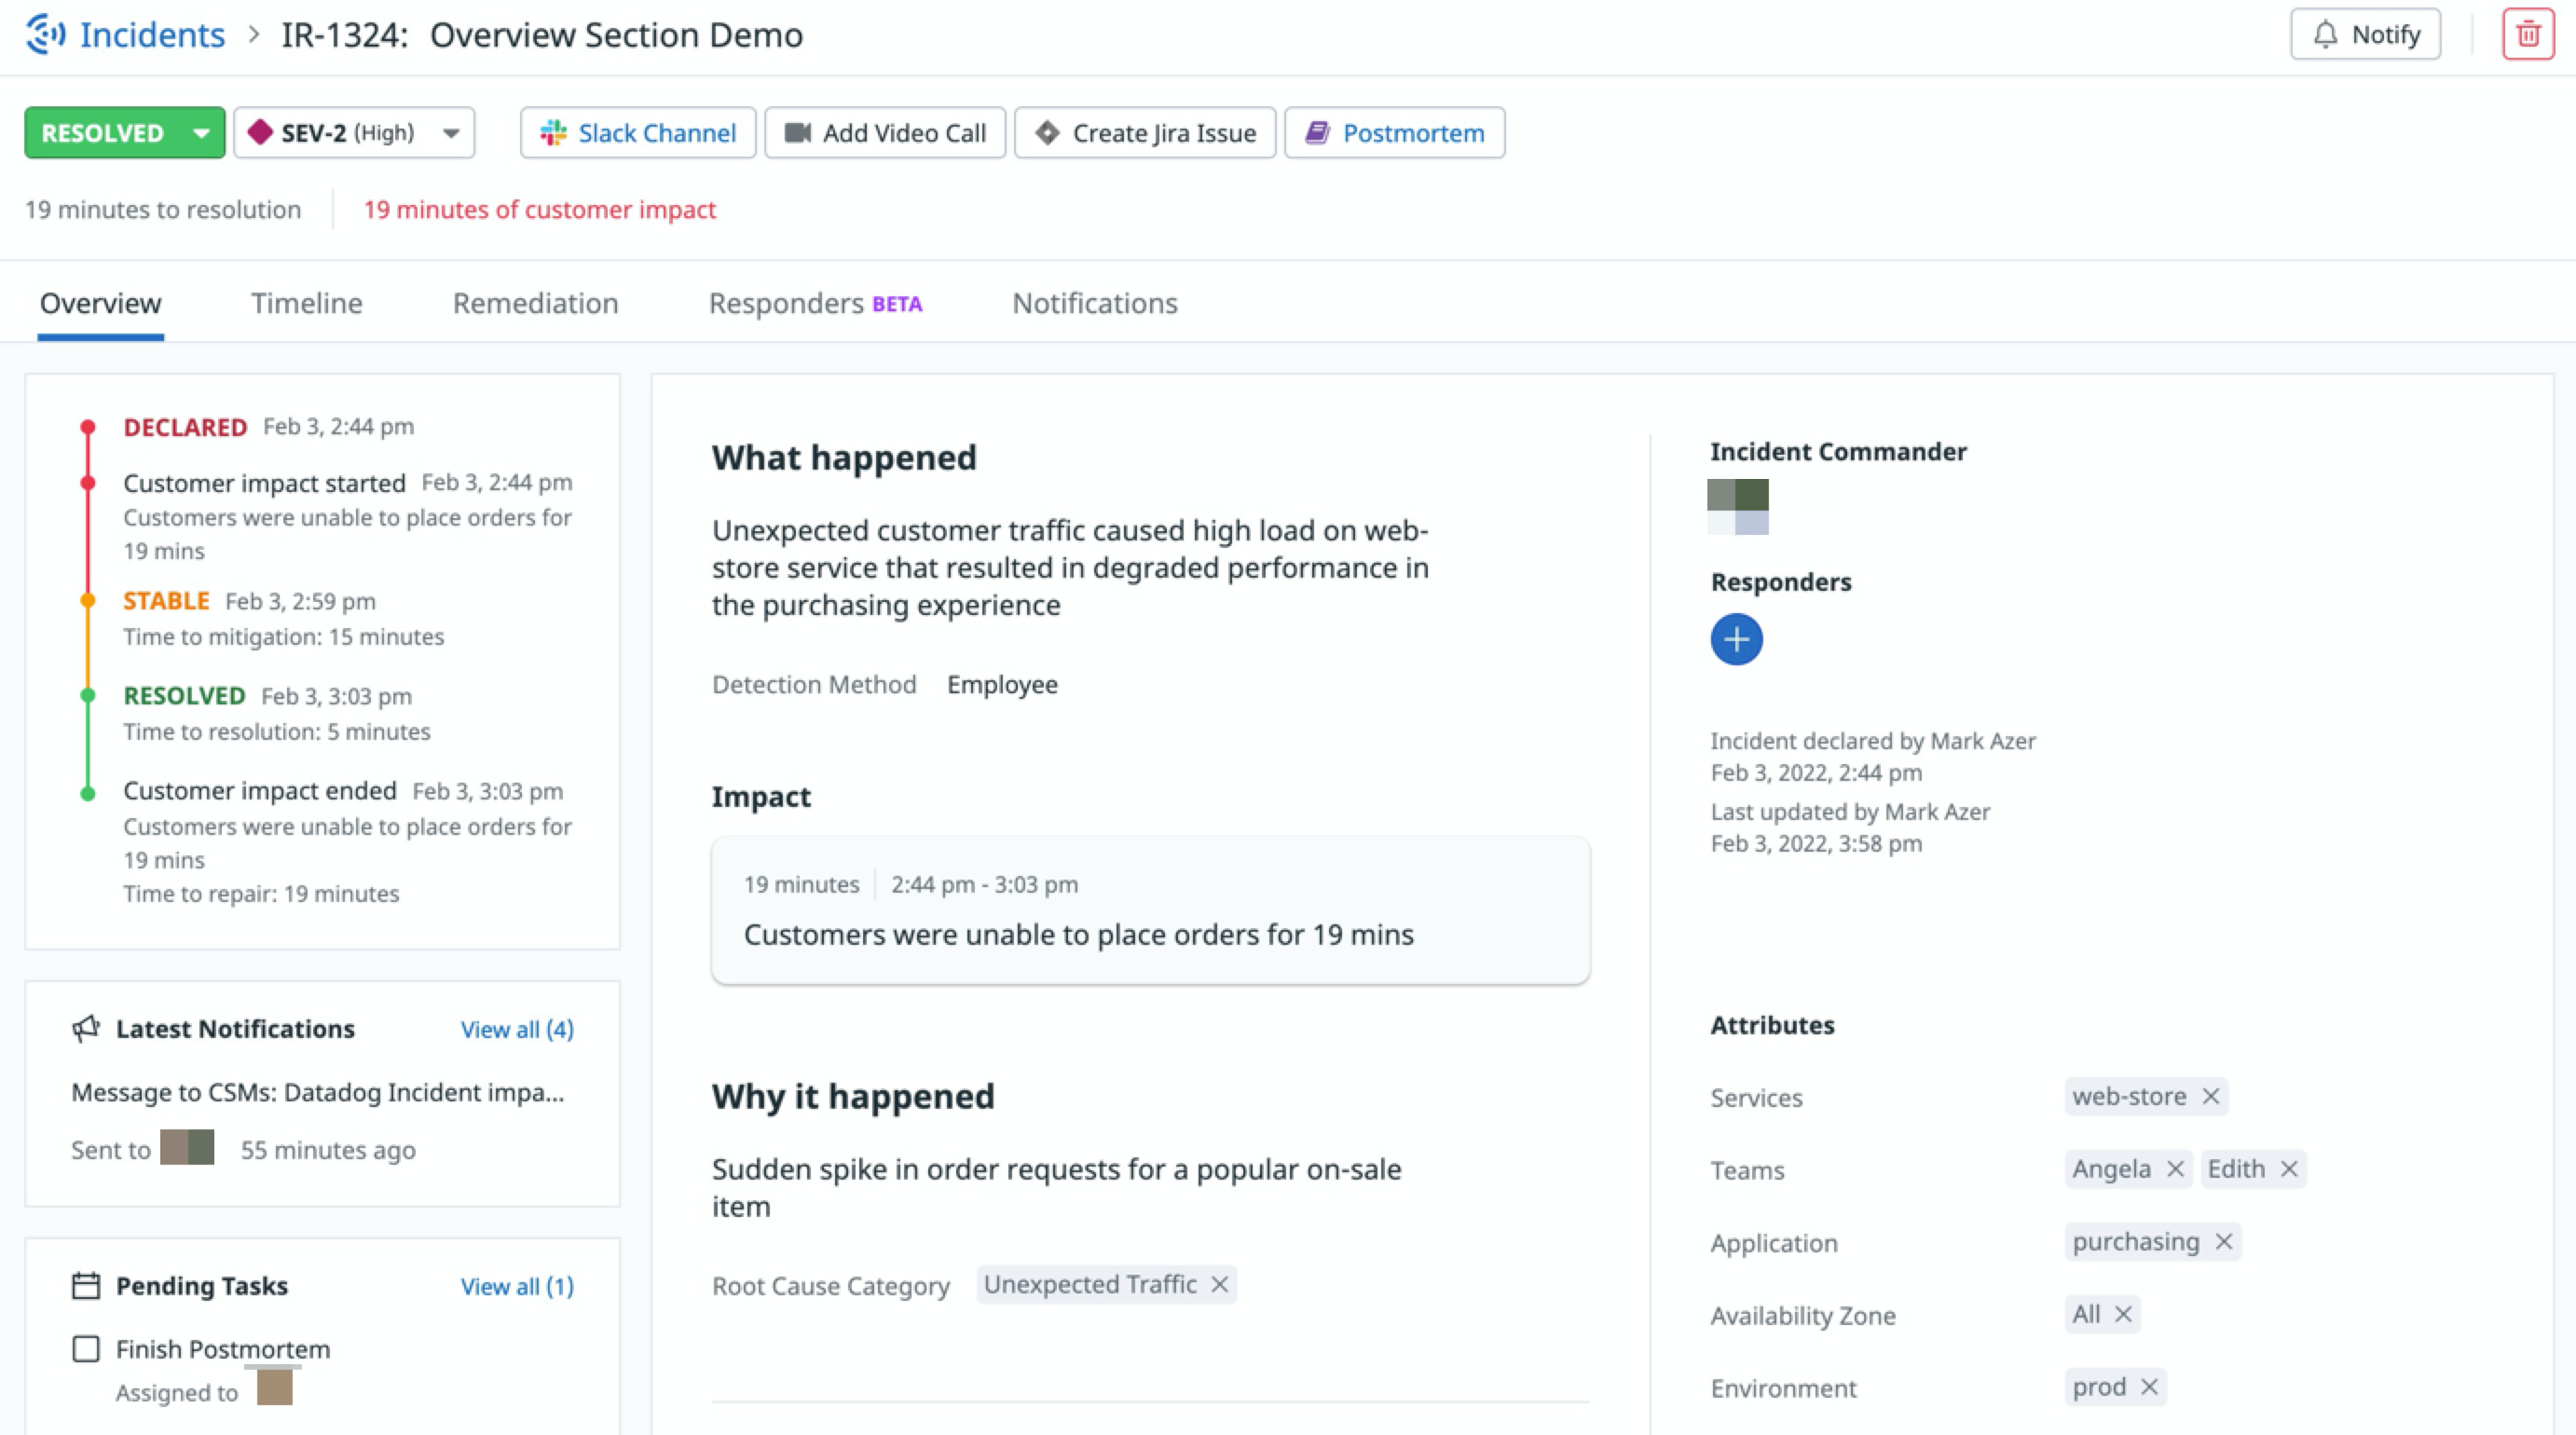 Incidents > IR-1324: Overview Section Demo
Notify
RESOLVED
SEV-2 (High)
Slack Channel
Add Video Call
Create Jira Issue
Postmortem
19 minutes to resolution
19 minutes of customer impact
Overview
Timeline
Remediation
Responders BETA
Notifications
DECLARED Feb 3, 2:44 pm
Customer impact started Feb 3, 2:44 pm
Customers were unable to place orders for
19 mins
STABLE Feb 3, 2:59 pm
Time to mitigation: 15 minutes
RESOLVED Feb 3, 3:03 pm
Time to resolution: 5 minutes
Customer impact ended Feb 3, 3:03 pm
Customers were unable to place orders for
19 mins
Time to repair: 19 minutes
Latest Notifications
View all (4)
Message to CSMs: Datadog Incident impa...
Sent to
55 minutes ago
Pending Tasks
View all (1)
Finish Postmortem
Assigned to
What happened
Unexpected customer traffic caused high load on web-
store service that resulted in degraded performance in
the purchasing experience
Detection Method Employee
Impact
19 minutes
2:44 pm - 3:03 pm
Customers were unable to place orders for 19 mins
Why it happened
Sudden spike in order requests for a popular on-sale
item
Root Cause Category Unexpected Traffic
Incident Commander
Responders
Incident declared by Mark Azer
Feb 3, 2022, 2:44 pm
Last updated by Mark Azer
Feb 3, 2022, 3:58 pm
Attributes
Services web-store
Teams Angela Edith
Application purchasing
Availability Zone All
Environment prod